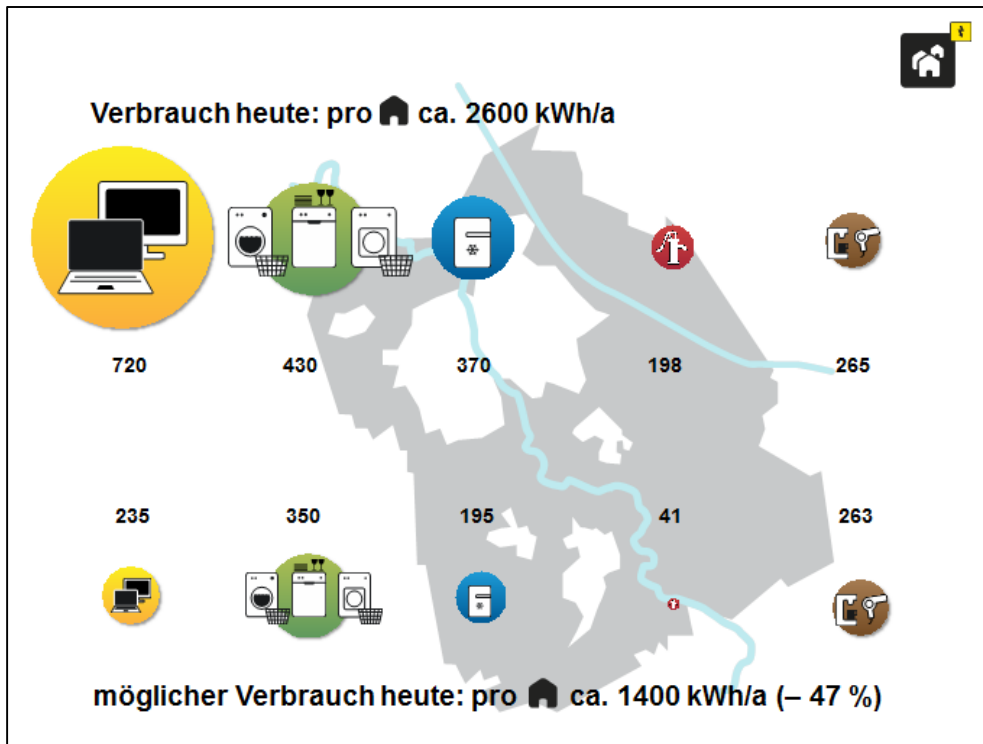 Verbrauch heute: pro ca. 2600 kWh/a
720 430 370 198 265
235 350 195 41 263
möglicher Verbrauch heute: pro ca. 1400 kWh/a (– 47 %)